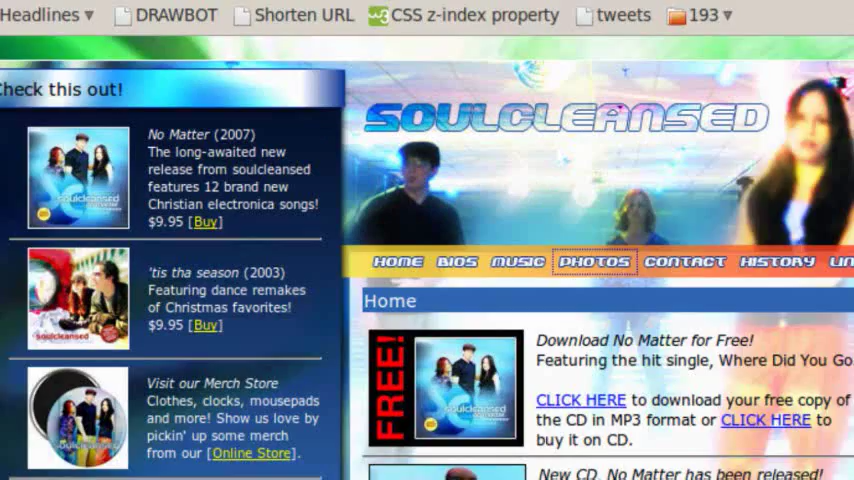 Headlines DRAWBOT Shorten URL CSS z-index property tweets 193
Check this out!
SOULCLEANSED
No Matter (2007)
The long-awaited new
release from soulcleansed
features 12 brand new
Christian electronica songs!
$9.95 [Buy]
soulcleansed
HOME BIOS MUSIC PHOTOS CONTACT HISTORY LIN
'tis tha season (2003)
Featuring dance remakes
of Christmas favorites!
$9.95 [Buy]
soulcleansed
Home
FREE!
soulcleansed
Download No Matter for Free!
Featuring the hit single, Where Did You Go
CLICK HERE to download your free copy of
the CD in MP3 format or CLICK HERE to
buy it on CD.
Visit our Merch Store
Clothes, clocks, mousepads
and more! Show us love by
pickin' up some merch
from our [Online Store].
soulcleansed
New CD, No Matter has been released!